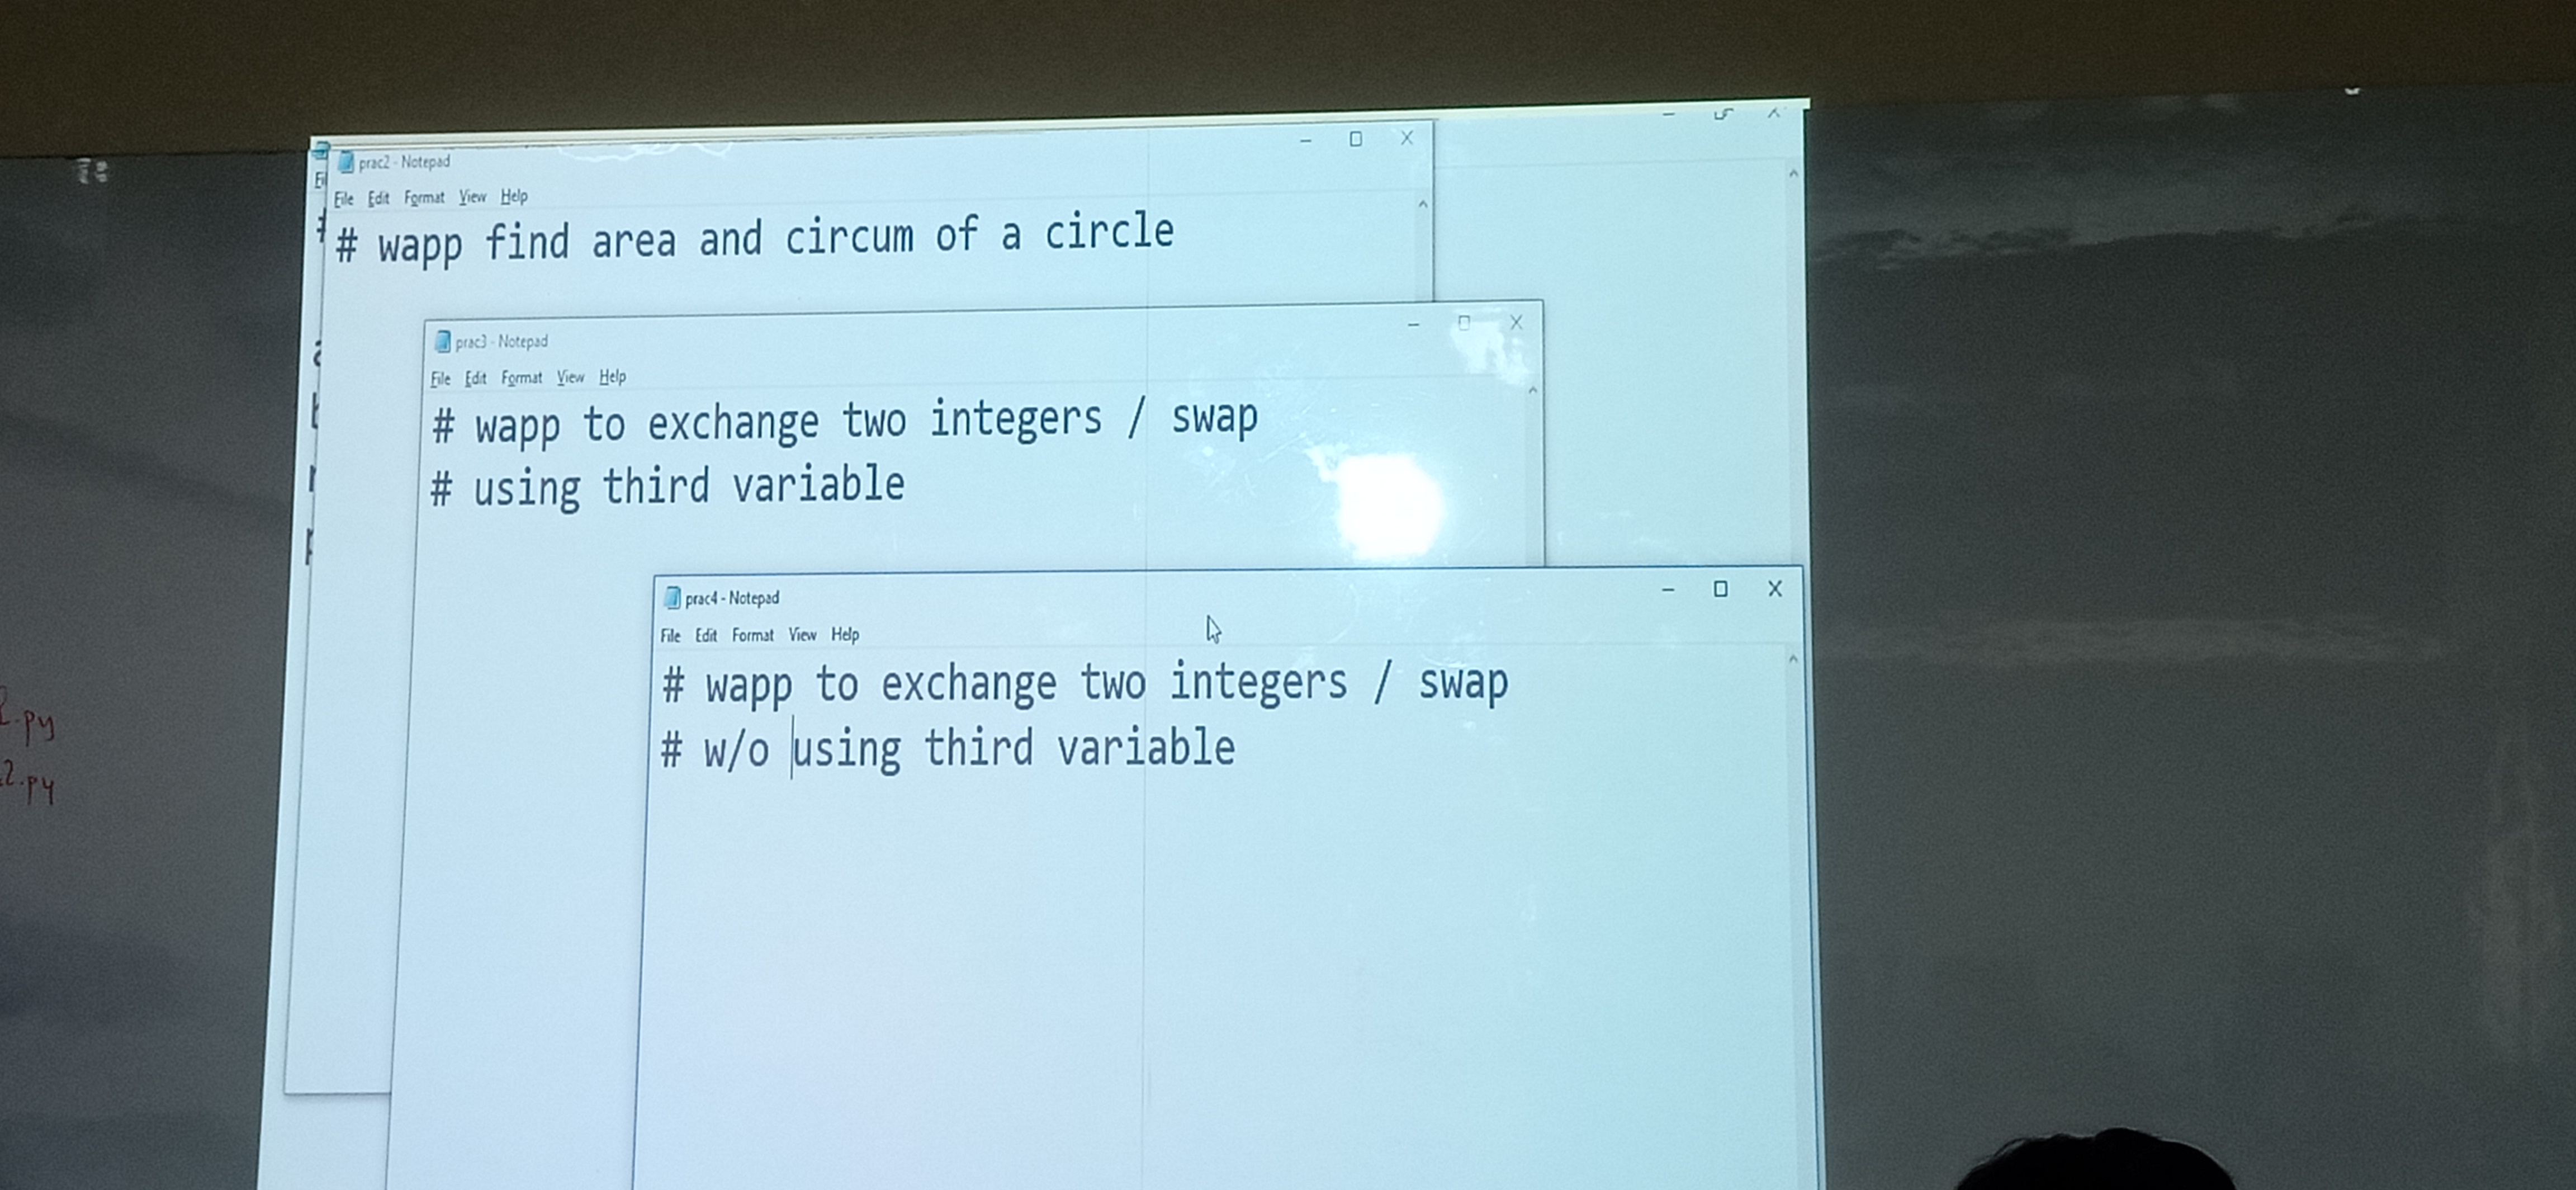 prac2 - Notepad
File Edit Format View Help
# wapp find area and circum of a circle
prac3 - Notepad
File Edit Format View Help
# wapp to exchange two integers / swap
# using third variable
prac4 - Notepad
File Edit Format View Help
# wapp to exchange two integers / swap
# w/o using third variable
.py
2.py